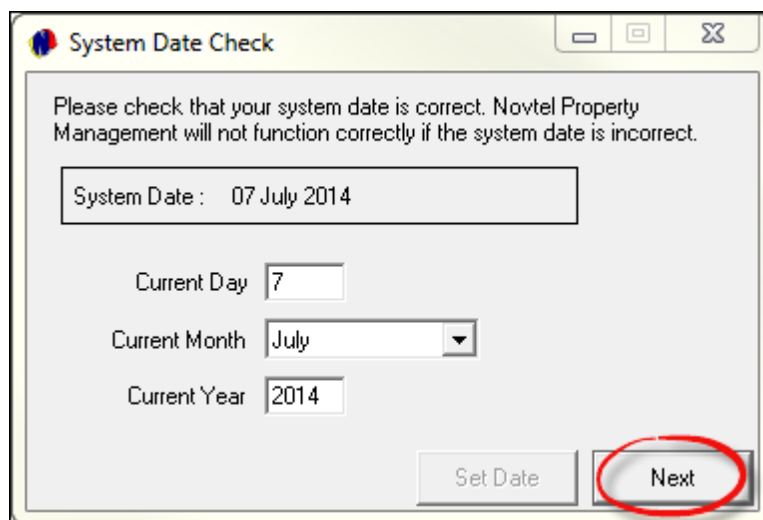 System Date Check
Please check that your system date is correct. Novtel Property
Management will not function correctly if the system date is incorrect.
System Date : 07 July 2014
Current Day 7
Current Month July
Current Year 2014
Set Date Next